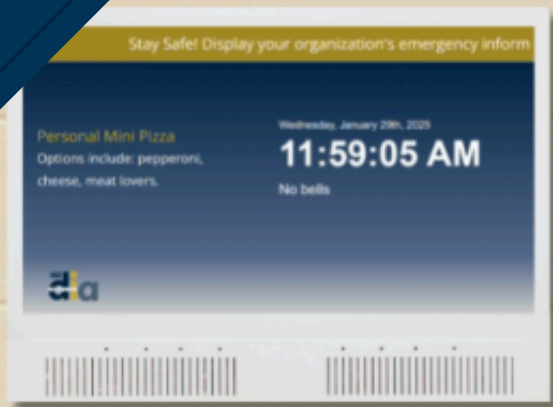 Stay Safe! Display your organization's emergency inform
Personal Mini Pizza
Options include: pepperoni,
cheese, meat lovers.
Wednesday, January 29th, 2025
11:59:05 AM
No bells
dia